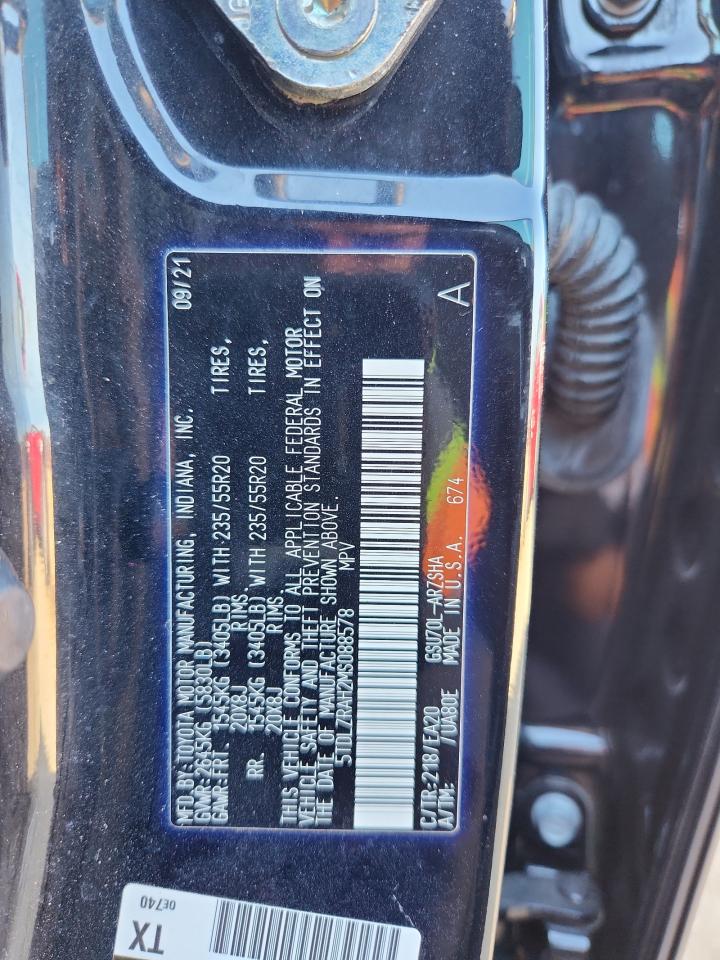 MFD. BY:TOYOTA MOTOR MANUFACTURING, INDIANA, INC. 09/21
GVWR:2645KG (5830LB)
GAWR:FRT. 1545KG (3405LB) WITH 235/55R20 TIRES,
20X8J RIMS,
RR. 1545KG (3405LB) WITH 235/55R20 TIRES,
20X8J RIMS
THIS VEHICLE CONFORMS TO ALL APPLICABLE FEDERAL MOTOR
VEHICLE SAFETY AND THEFT PREVENTION STANDARDS IN EFFECT ON
THE DATE OF MANUFACTURE SHOWN ABOVE.
5TDLZRAH2MS088578 MPV
C/TR:218/EA20 GSU70L-ARZSHA A
A/TM: /UA80E MADE IN U.S.A. 674
TX
0E740